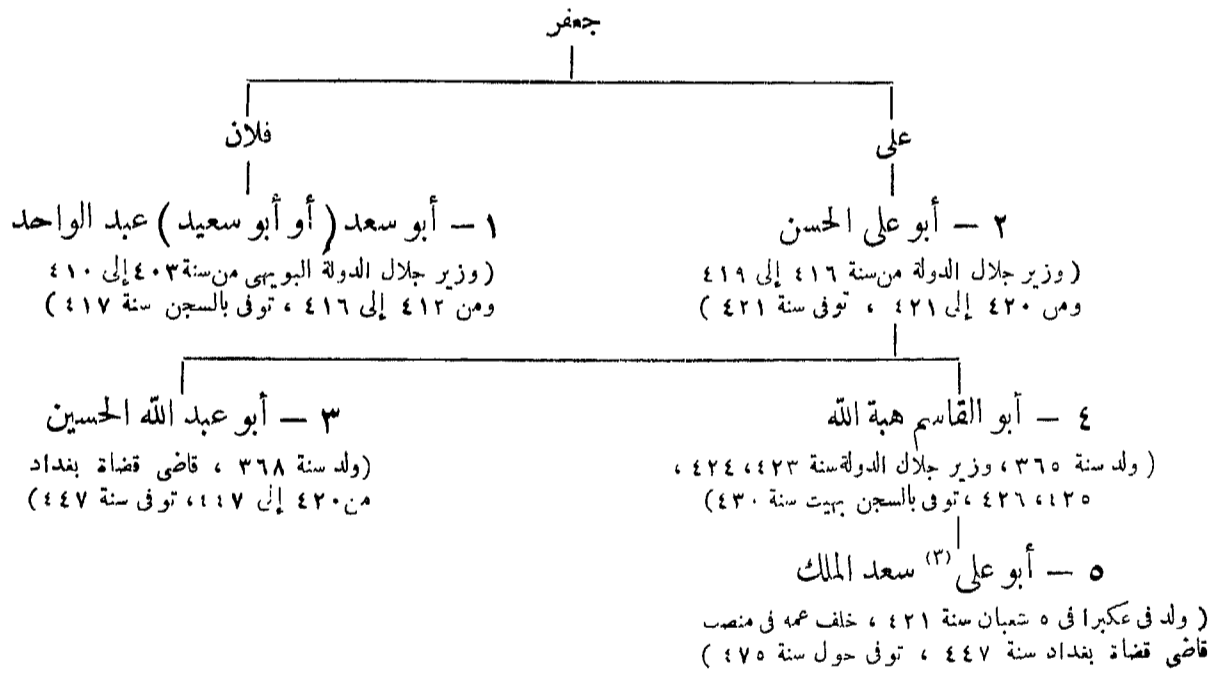 جعفر
على
فلان
٢ — أبو على الحسن
( وزير جلال الدولة من سنة ٤١٦ إلى ٤١٩
ومن ٤٢٠ إلى ٤٢١ ، توفى سنة ٤٢١ )
١ — أبو سعد ( أو أبو سعيد ) عبد الواحد
( وزير جلال الدولة البويهى من سنة ٤٠٣ إلى ٤١٠
ومن ٤١٢ إلى ٤١٦ ، توفى بالسجن سنة ٤١٧ )
٤ — أبو القاسم هبة الله
( ولد سنة ٣٦٥ ، وزير جلال الدولة سنة ٤٢٣ ، ٤٢٤ ،
٤٢٥ ، ٤٢٦ ، توفى بالسجن بهيت سنة ٤٣٠ )
٣ — أبو عبد الله الحسين
( ولد سنة ٣٦٨ ، قاضى قضاة بغداد
من ٤٢٠ إلى ٤٤٧ ، توفى سنة ٤٤٧ )
٥ — أبو على (٣) سعد الملك
( ولد فى عكبرا فى ٥ شعبان سنة ٤٢١ ، خلف عمه فى منصب
قاضى قضاة بغداد سنة ٤٤٧ ، توفى حول سنة ٤٧٥ )